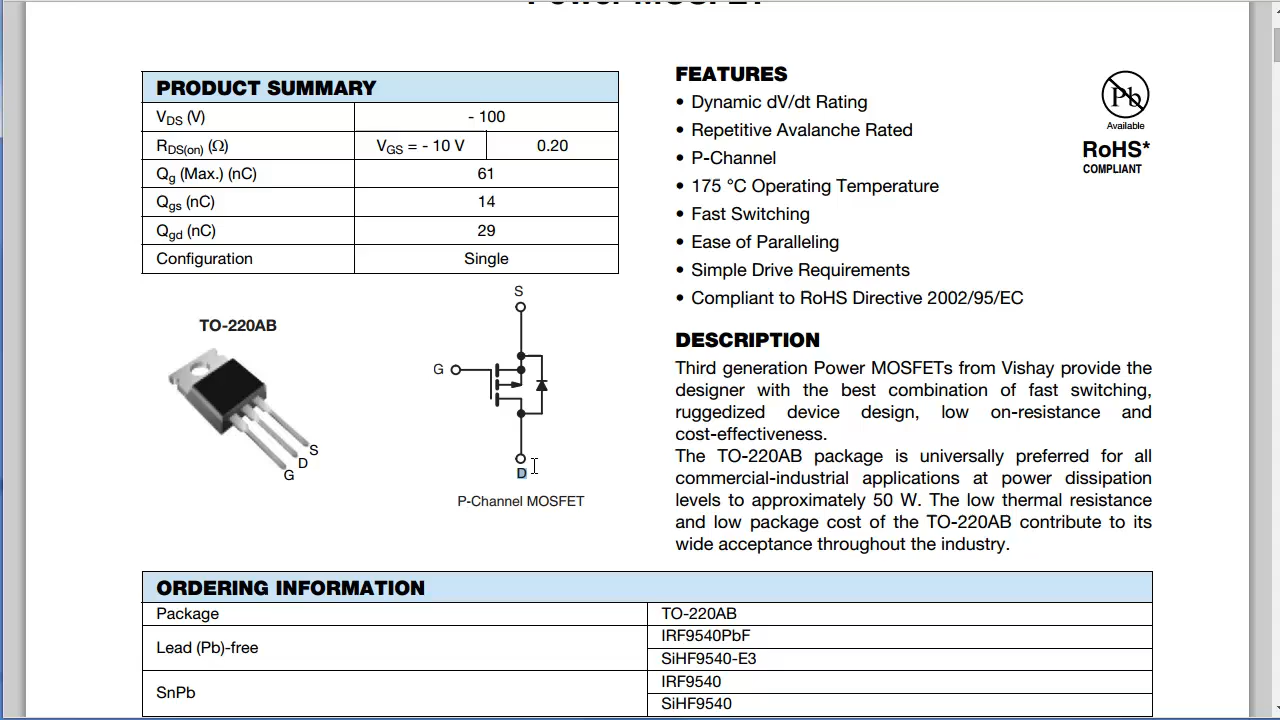 Power MOSFET
PRODUCT SUMMARY
VDS (V) - 100
RDS(on) (Ω) VGS = - 10 V 0.20
Qg (Max.) (nC) 61
Qgs (nC) 14
Qgd (nC) 29
Configuration Single
TO-220AB
S
D
G
S
G
D
P-Channel MOSFET
FEATURES
• Dynamic dV/dt Rating
• Repetitive Avalanche Rated
• P-Channel
• 175 °C Operating Temperature
• Fast Switching
• Ease of Paralleling
• Simple Drive Requirements
• Compliant to RoHS Directive 2002/95/EC
Pb
Available
RoHS*
COMPLIANT
DESCRIPTION
Third generation Power MOSFETs from Vishay provide the
designer with the best combination of fast switching,
ruggedized device design, low on-resistance and
cost-effectiveness.
The TO-220AB package is universally preferred for all
commercial-industrial applications at power dissipation
levels to approximately 50 W. The low thermal resistance
and low package cost of the TO-220AB contribute to its
wide acceptance throughout the industry.
ORDERING INFORMATION
Package TO-220AB
Lead (Pb)-free
IRF9540PbF
SiHF9540-E3
SnPb
IRF9540
SiHF9540